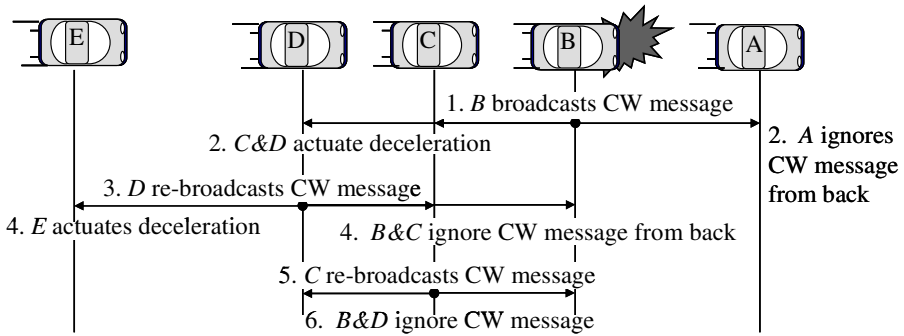 E
D
C
B
A
1. B broadcasts CW message
2. C&D actuate deceleration
2. A ignores
CW message
from back
3. D re-broadcasts CW message
4. E actuates deceleration
4. B&C ignore CW message from back
5. C re-broadcasts CW message
6. B&D ignore CW message